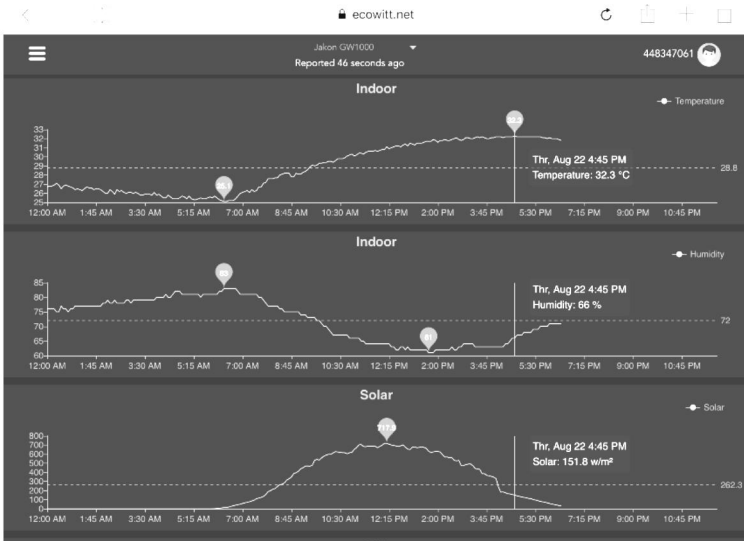 ecowitt.net
Jakon GW1000
Reported 46 seconds ago
448347061
Indoor
Temperature
33
32
31
30
29
28
27
26
25
32.3
25.1
28.8
Thr, Aug 22 4:45 PM
Temperature: 32.3 °C
12:00 AM 1:45 AM 3:30 AM 5:15 AM 7:00 AM 8:45 AM 10:30 AM 12:15 PM 2:00 PM 3:45 PM 5:30 PM 7:15 PM 9:00 PM 10:45 PM
Indoor
Humidity
85
80
75
70
65
60
83
61
72
Thr, Aug 22 4:45 PM
Humidity: 66 %
12:00 AM 1:45 AM 3:30 AM 5:15 AM 7:00 AM 8:45 AM 10:30 AM 12:15 PM 2:00 PM 3:45 PM 5:30 PM 7:15 PM 9:00 PM 10:45 PM
Solar
Solar
800
700
600
500
400
300
200
100
0
262.3
Thr, Aug 22 4:45 PM
Solar: 151.8 w/m²
12:00 AM 1:45 AM 3:30 AM 5:15 AM 7:00 AM 8:45 AM 10:30 AM 12:15 PM 2:00 PM 3:45 PM 5:30 PM 7:15 PM 9:00 PM 10:45 PM